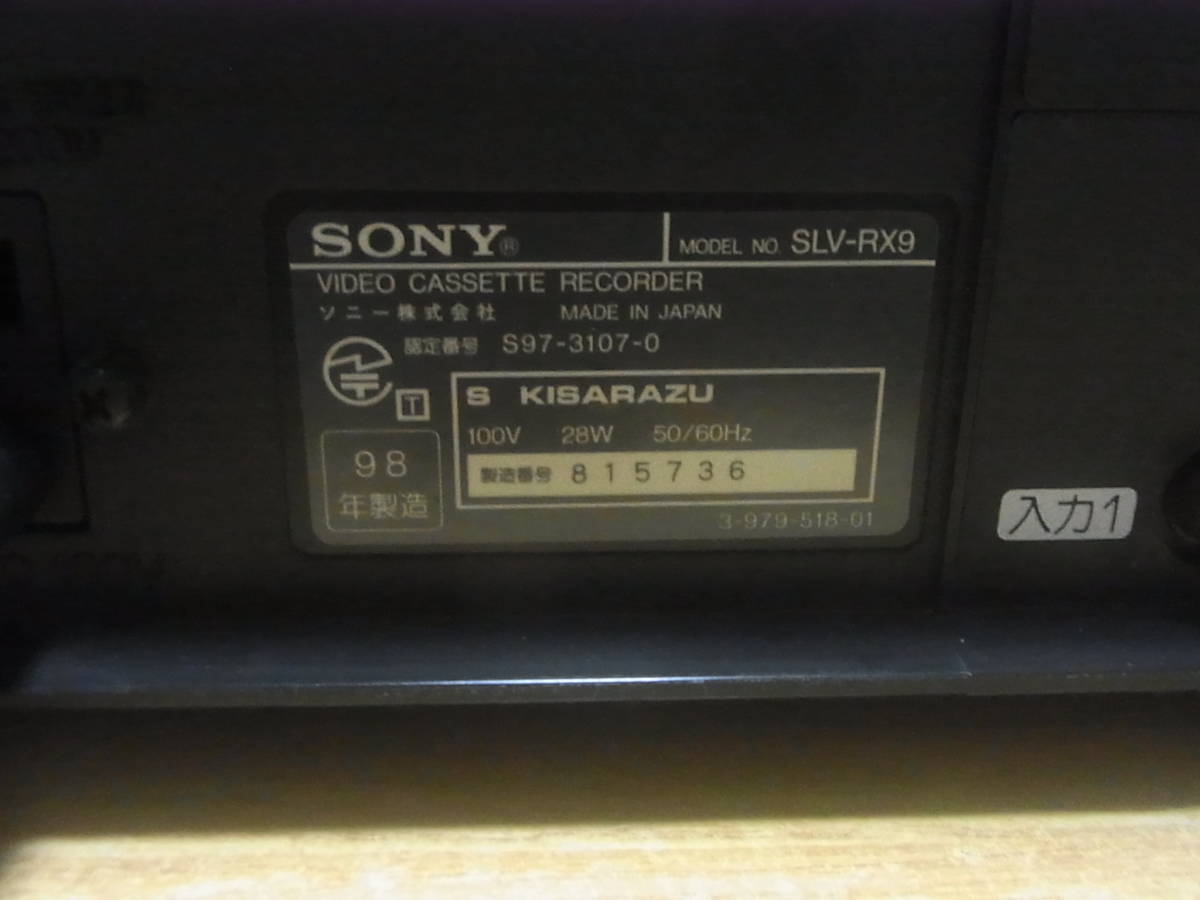 SONY® MODEL NO. SLV-RX9
VIDEO CASSETTE RECORDER
ソニー株式会社 MADE IN JAPAN
認定番号 S97-3107-0
T
S KISARAZU
100V 28W 50/60Hz
製造番号 815736
98
年製造
3-979-518-01
入力1